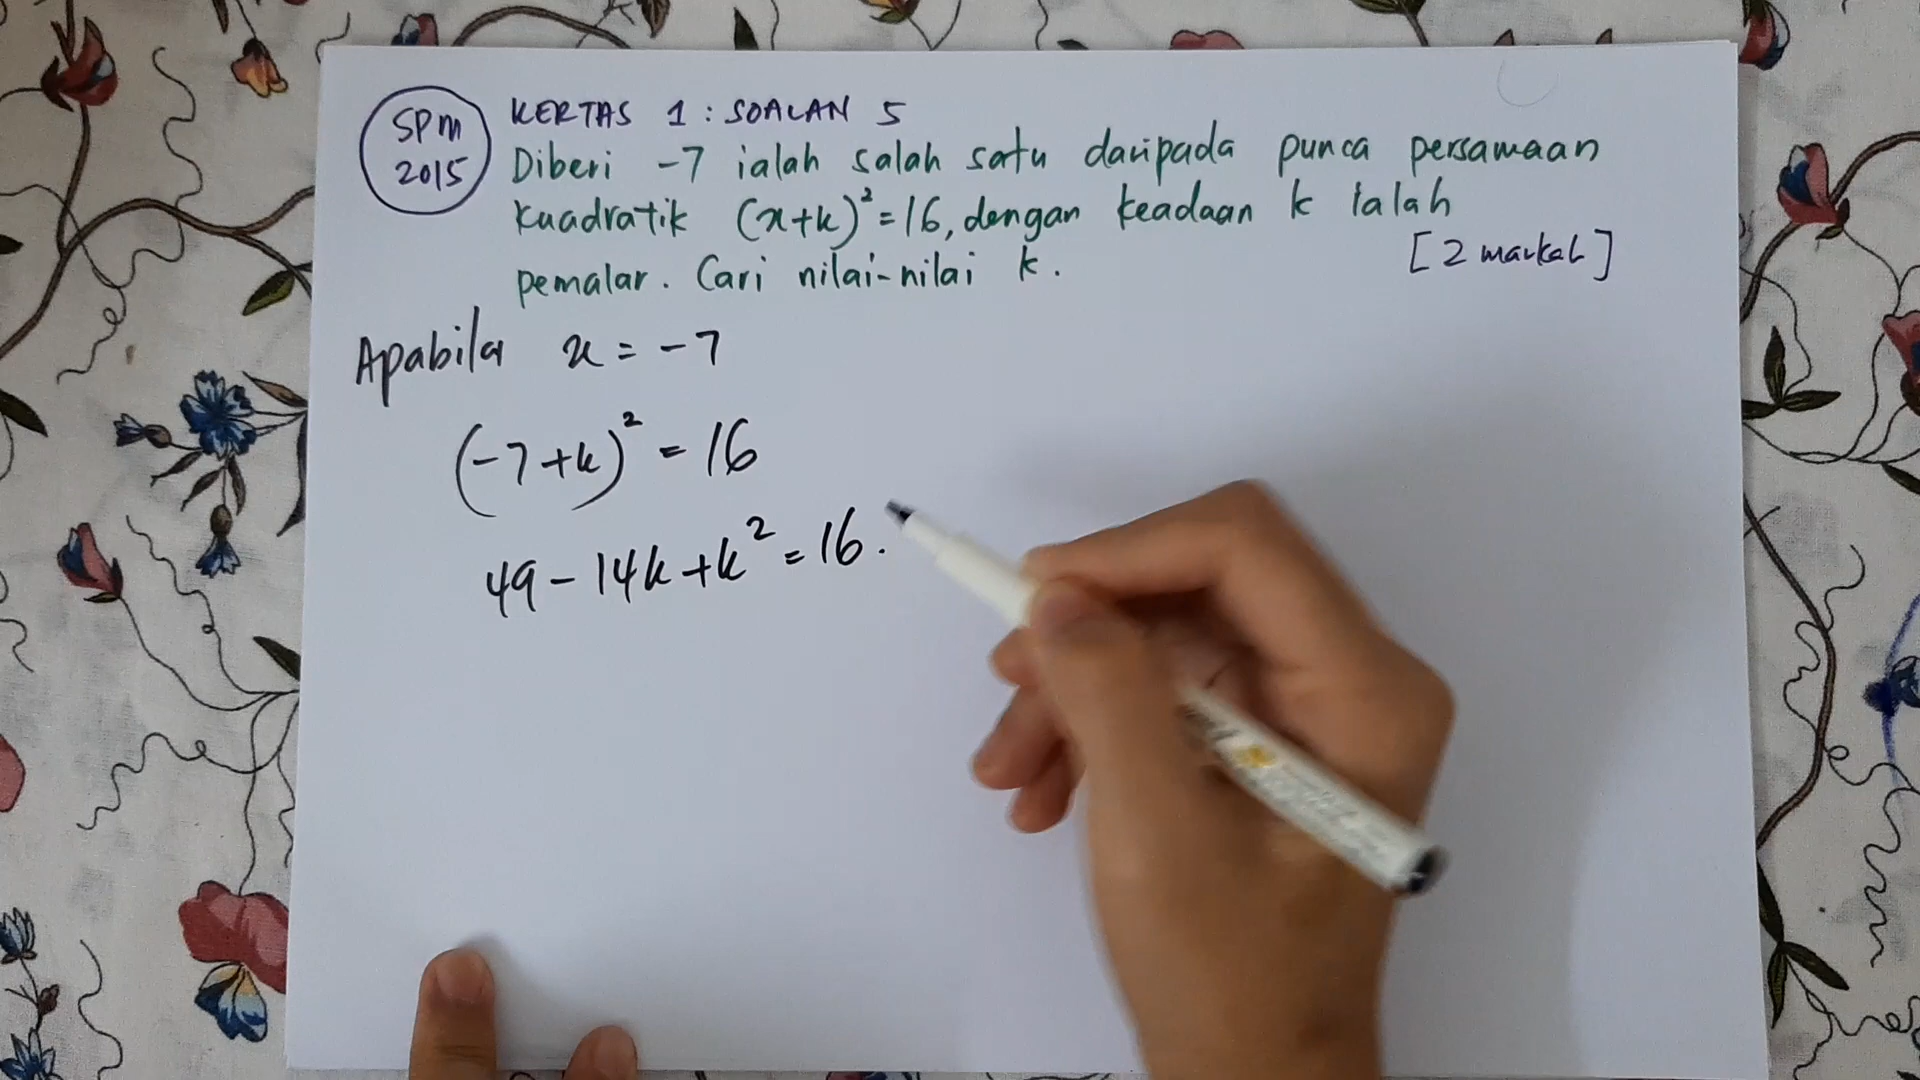 SPM
2015
KERTAS 1 : SOALAN 5
Diberi -7 ialah salah satu daripada punca persamaan
kuadratik (x+k)² = 16, dengan keadaan k ialah
pemalar. Cari nilai-nilai k.
[2 markah]
Apabila x = -7
(-7+k)² = 16
49 - 14k + k² = 16.